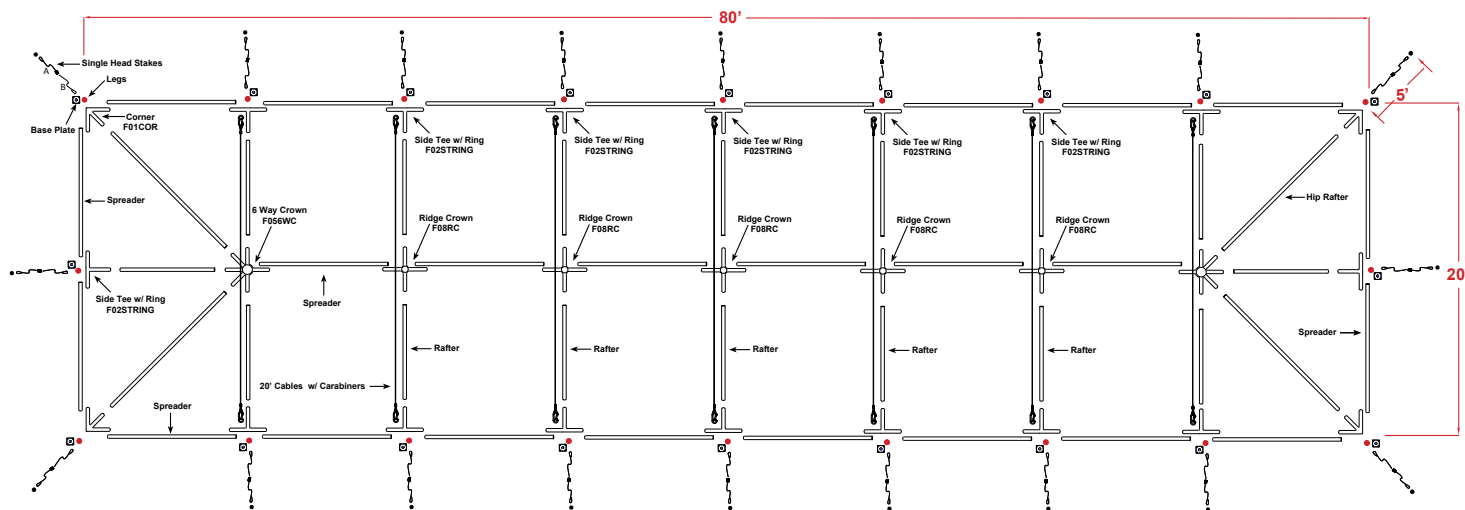 80’
Single Head Stakes
A
B
Legs
Base Plate
Corner
F01COR
5’
Side Tee w/ Ring
F02STRING
Side Tee w/ Ring
F02STRING
Side Tee w/ Ring
F02STRING
Side Tee w/ Ring
F02STRING
Side Tee w/ Ring
F02STRING
Spreader
6 Way Crown
F056WC
Ridge Crown
F08RC
Ridge Crown
F08RC
Ridge Crown
F08RC
Ridge Crown
F08RC
Ridge Crown
F08RC
Hip Rafter
20
Side Tee w/ Ring
F02STRING
Spreader
Spreader
Rafter
Rafter
Rafter
Rafter
Rafter
20’ Cables w/ Carabiners
Spreader